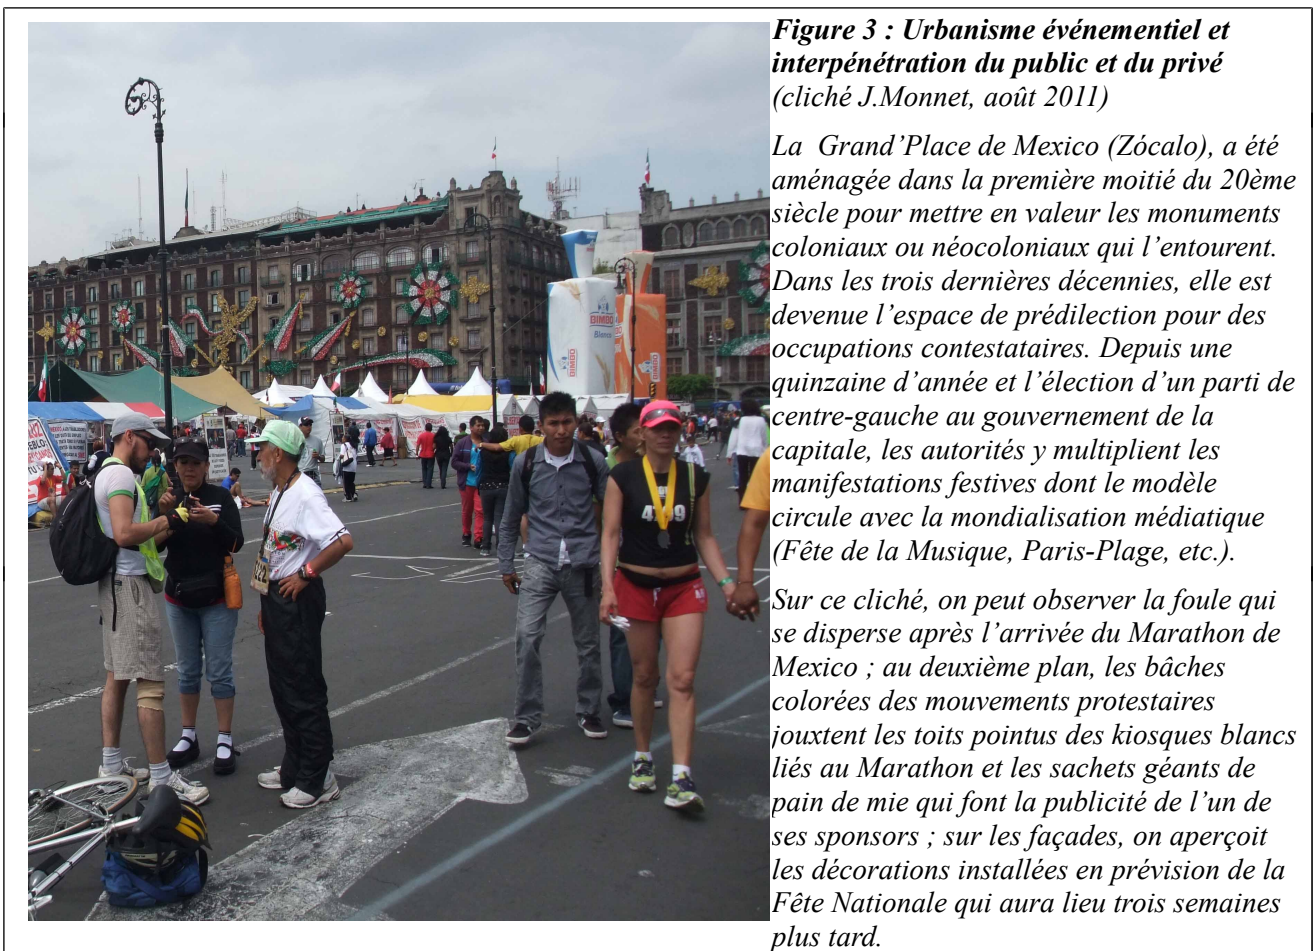 Figure 3 : Urbanisme événementiel et
interpénétration du public et du privé
(cliché J.Monnet, août 2011)
La Grand’Place de Mexico (Zócalo), a été
aménagée dans la première moitié du 20ème
siècle pour mettre en valeur les monuments
coloniaux ou néocoloniaux qui l’entourent.
Dans les trois dernières décennies, elle est
devenue l’espace de prédilection pour des
occupations contestataires. Depuis une
quinzaine d’année et l’élection d’un parti de
centre-gauche au gouvernement de la
capitale, les autorités y multiplient les
manifestations festives dont le modèle
circule avec la mondialisation médiatique
(Fête de la Musique, Paris-Plage, etc.).
Sur ce cliché, on peut observer la foule qui
se disperse après l’arrivée du Marathon de
Mexico ; au deuxième plan, les bâches
colorées des mouvements protestaires
jouxtent les toits pointus des kiosques blancs
liés au Marathon et les sachets géants de
pain de mie qui font la publicité de l’un de
ses sponsors ; sur les façades, on aperçoit
les décorations installées en prévision de la
Fête Nationale qui aura lieu trois semaines
plus tard.
BIMBO
Blanco
BIMBO
BIMBO